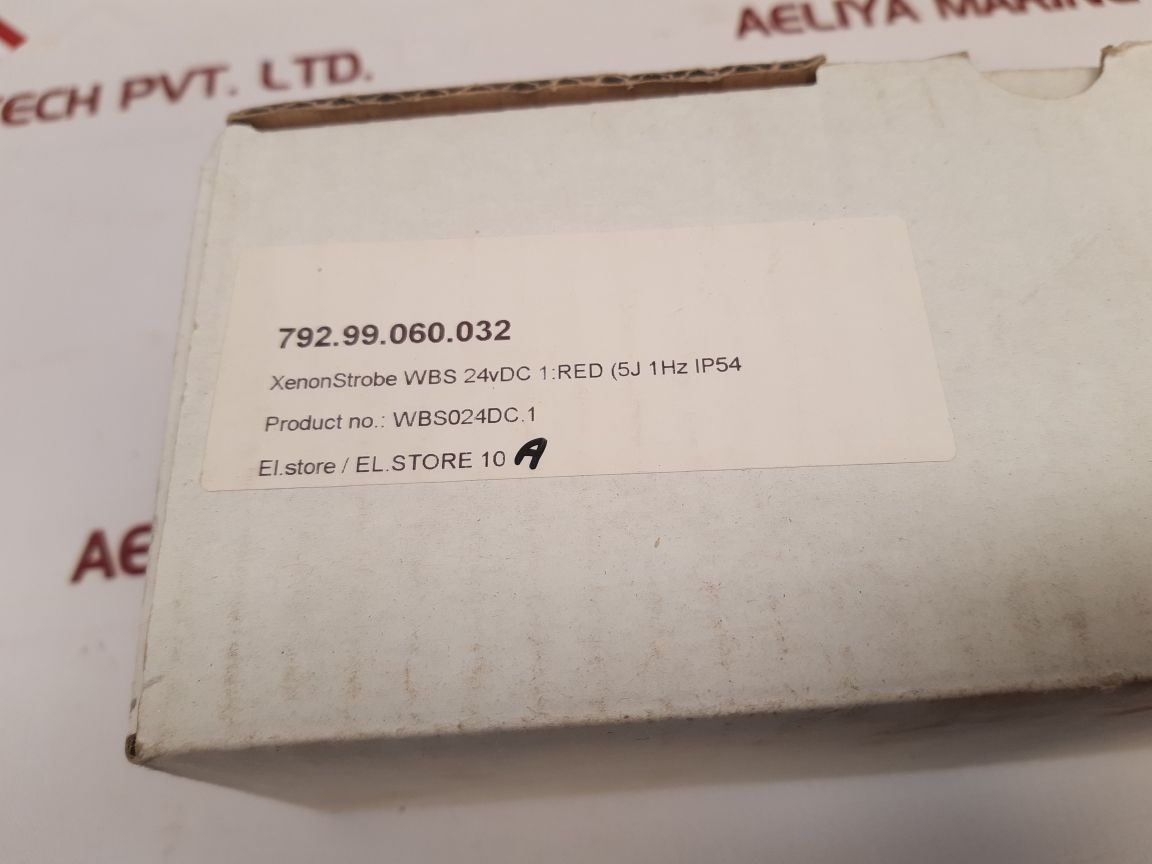 AELIYA MARINE
TECH PVT. LTD.
792.99.060.032
XenonStrobe WBS 24vDC 1:RED (5J 1Hz IP54
Product no.: WBS024DC.1
El.store / EL.STORE 10 A
AE